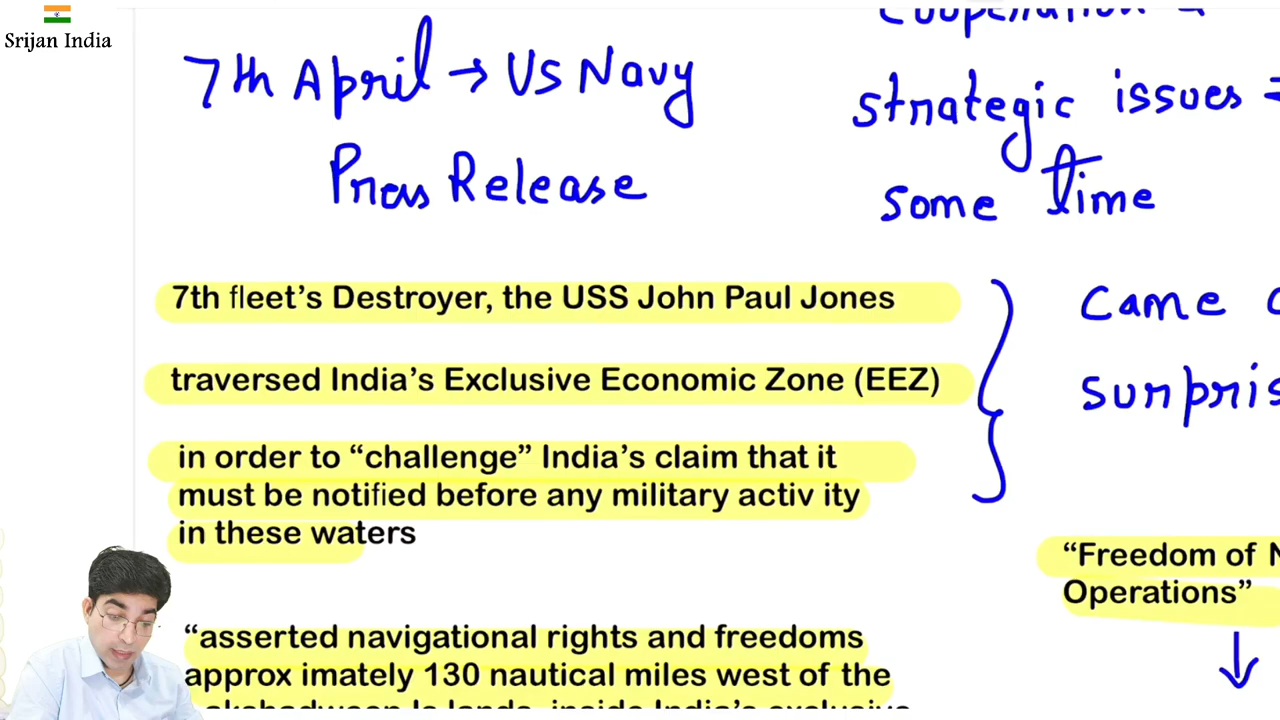 Srijan India
7th April → US Navy
Press Release
strategic issues
some time
7th fleet's Destroyer, the USS John Paul Jones
traversed India's Exclusive Economic Zone (EEZ)
in order to “challenge” India's claim that it
must be notified before any military activ ity
in these waters
came
“Freedom of
Operations”
“asserted navigational rights and freedoms
approx imately 130 nautical miles west of the